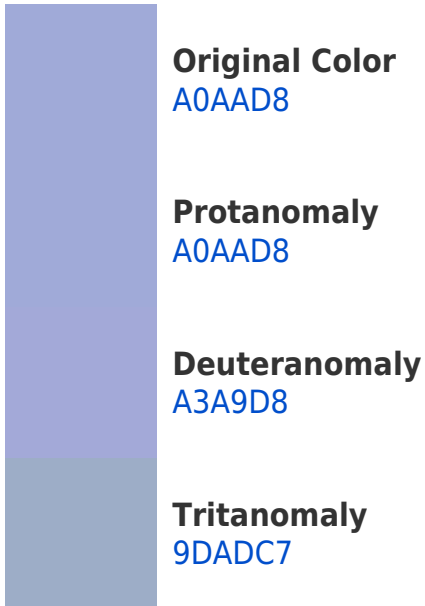 Original Color
A0AAD8
Protanomaly
A0AAD8
Deuteranomaly
A3A9D8
Tritanomaly
9DADC7